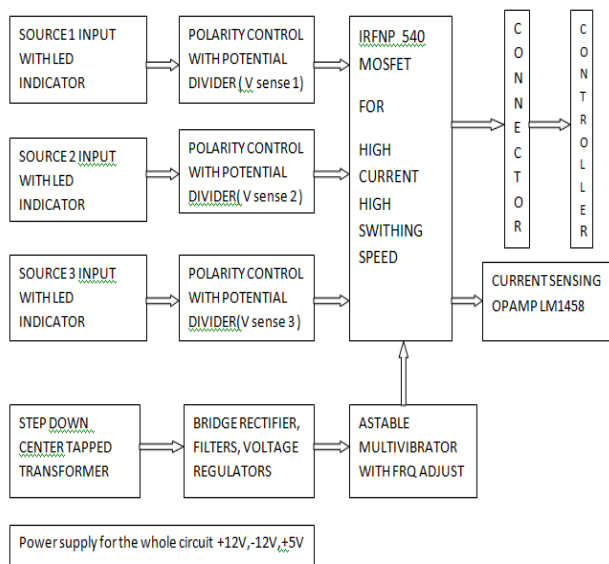 SOURCE 1 INPUT
WITH LED
INDICATOR
POLARITY CONTROL
WITH POTENTIAL
DIVIDER( V sense 1)
IRFNP 540
MOSFET
FOR
HIGH
CURRENT
HIGH
SWITHING
SPEED
CONNECTOR
CONTROLLER
SOURCE 2 INPUT
WITH LED
INDICATOR
POLARITY CONTROL
WITH POTENTIAL
DIVIDER( V sense 2)
SOURCE 3 INPUT
WITH LED
INDICATOR
POLARITY CONTROL
WITH POTENTIAL
DIVIDER(V sense 3 )
CURRENT SENSING
OPAMP LM1458
STEP DOWN
CENTER TAPPED
TRANSFORMER
BRIDGE RECTIFIER,
FILTERS, VOLTAGE
REGULATORS
ASTABLE
MULTIVIBRATOR
WITH FRQ ADJUST
Power supply for the whole circuit +12V,-12V,+5V